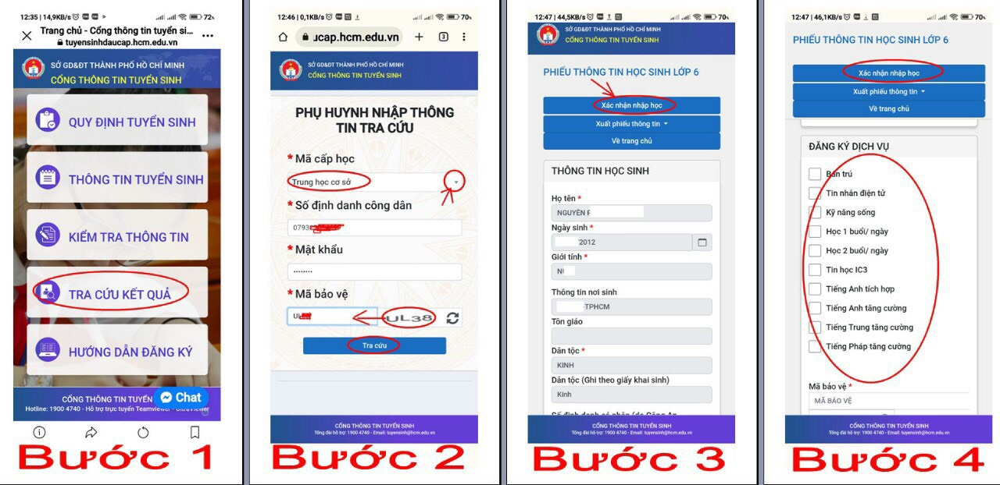 12:35 | 14,9KB/s
72%
Trang chủ - Cổng thông tin tuyển si...
tuyensinhdaucap.hcm.edu.vn
SỞ GD&ĐT THÀNH PHỐ HỒ CHÍ MINH
CỔNG THÔNG TIN TUYỂN SINH
QUY ĐỊNH TUYỂN SINH
THÔNG TIN TUYỂN SINH
KIỂM TRA THÔNG TIN
TRA CỨU KẾT QUẢ
HƯỚNG DẪN ĐĂNG KÝ
CỔNG THÔNG TIN TUYỂN
Chat
Hotline: 1900 4740 - Hỗ trợ trực tuyến Teamviewer - UltraViewer
Bước 1
12:46 | 0,1KB/s
70%
ucap.hcm.edu.vn
3
SỞ GD&ĐT THÀNH PHỐ HỒ CHÍ MINH
CỔNG THÔNG TIN TUYỂN SINH
PHỤ HUYNH NHẬP THÔNG
TIN TRA CỨU
* Mã cấp học
Trung học cơ sở
* Số định danh công dân
0793
* Mật khẩu
........
* Mã bảo vệ
UL38
Tra cứu
CỔNG THÔNG TIN TUYỂN SINH
Tổng đài hỗ trợ: 1900 4740 - Email: tuyensinh@hcm.edu.vn
Bước 2
12:47 | 44,5KB/s
70%
SỞ GD&ĐT THÀNH PHỐ HỒ CHÍ MINH
CỔNG THÔNG TIN TUYỂN SINH
PHIẾU THÔNG TIN HỌC SINH LỚP 6
Xác nhận nhập học
Xuất phiếu thông tin
Về trang chủ
THÔNG TIN HỌC SINH
Họ tên *
NGUYỄN
Ngày sinh *
2012
Giới tính *
Thông tin nơi sinh
-TPHCM
Tôn giáo
Dân tộc *
KINH
Dân tộc (Ghi theo giấy khai sinh)
Kinh
Số định danh cá nhân (do Công An
CỔNG THÔNG TIN TUYỂN SINH
Tổng đài hỗ trợ: 1900 4740 - Email: tuyensinh@hcm.edu.vn
Bước 3
12:47 | 46,1KB/s
70%
PHIẾU THÔNG TIN HỌC SINH LỚP 6
Xác nhận nhập học
Xuất phiếu thông tin
Về trang chủ
ĐĂNG KÝ DỊCH VỤ
Bán trú
Tin nhắn điện tử
Kỹ năng sống
Học 1 buổi/ ngày
Học 2 buổi/ ngày
Tin học IC3
Tiếng Anh tích hợp
Tiếng Anh tăng cường
Tiếng Trung tăng cường
Tiếng Pháp tăng cường
Mã bảo vệ *
MÃ BẢO VỆ
CỔNG THÔNG TIN TUYỂN SINH
Tổng đài hỗ trợ: 1900 4740 - Email: tuyensinh@hcm.edu.vn
Bước 4